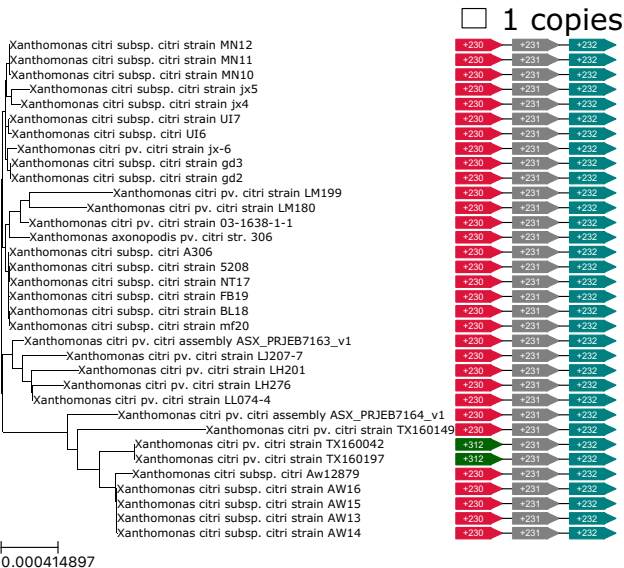 1 copies
Xanthomonas citri subsp. citri strain MN12 +230 +231 +232
Xanthomonas citri subsp. citri strain MN11 +230 +231 +232
Xanthomonas citri subsp. citri strain MN10 +230 +231 +232
Xanthomonas citri subsp. citri strain jx5 +230 +231 +232
Xanthomonas citri subsp. citri strain jx4 +230 +231 +232
Xanthomonas citri subsp. citri strain UI7 +230 +231 +232
Xanthomonas citri subsp. citri UI6 +230 +231 +232
Xanthomonas citri pv. citri strain jx-6 +230 +231 +232
Xanthomonas citri subsp. citri strain gd3 +230 +231 +232
Xanthomonas citri subsp. citri strain gd2 +230 +231 +232
Xanthomonas citri pv. citri strain LM199 +230 +231 +232
Xanthomonas citri pv. citri strain LM180 +230 +231 +232
Xanthomonas citri pv. citri strain 03-1638-1-1 +230 +231 +232
Xanthomonas axonopodis pv. citri str. 306 +230 +231 +232
Xanthomonas citri subsp. citri A306 +230 +231 +232
Xanthomonas citri subsp. citri strain 5208 +230 +231 +232
Xanthomonas citri subsp. citri strain NT17 +230 +231 +232
Xanthomonas citri subsp. citri strain FB19 +230 +231 +232
Xanthomonas citri subsp. citri strain BL18 +230 +231 +232
Xanthomonas citri subsp. citri strain mf20 +230 +231 +232
Xanthomonas citri pv. citri assembly ASX_PRJEB7163_v1 +230 +231 +232
Xanthomonas citri pv. citri strain LJ207-7 +230 +231 +232
Xanthomonas citri pv. citri strain LH201 +230 +231 +232
Xanthomonas citri pv. citri strain LH276 +230 +231 +232
Xanthomonas citri pv. citri strain LL074-4 +230 +231 +232
Xanthomonas citri pv. citri assembly ASX_PRJEB7164_v1 +230 +231 +232
Xanthomonas citri pv. citri strain TX160149 +230 +231 +232
Xanthomonas citri pv. citri strain TX160042 +312 +231 +232
Xanthomonas citri pv. citri strain TX160197 +312 +231 +232
Xanthomonas citri subsp. citri Aw12879 +230 +231 +232
Xanthomonas citri subsp. citri strain AW16 +230 +231 +232
Xanthomonas citri subsp. citri strain AW15 +230 +231 +232
Xanthomonas citri subsp. citri strain AW13 +230 +231 +232
Xanthomonas citri subsp. citri strain AW14 +230 +231 +232
0.000414897